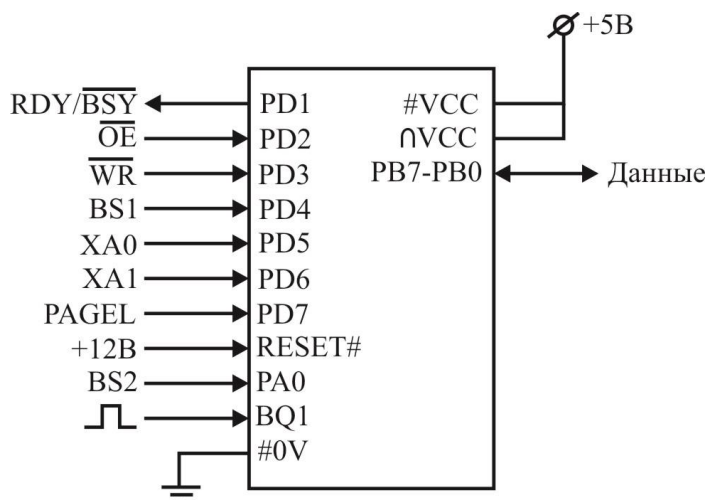 +5В
RDY/BSY PD1 #VCC
OE PD2 ∩VCC
WR PD3 PB7-PB0 Данные
BS1 PD4
XA0 PD5
XA1 PD6
PAGEL PD7
+12В RESET#
BS2 PA0
BQ1
#0V